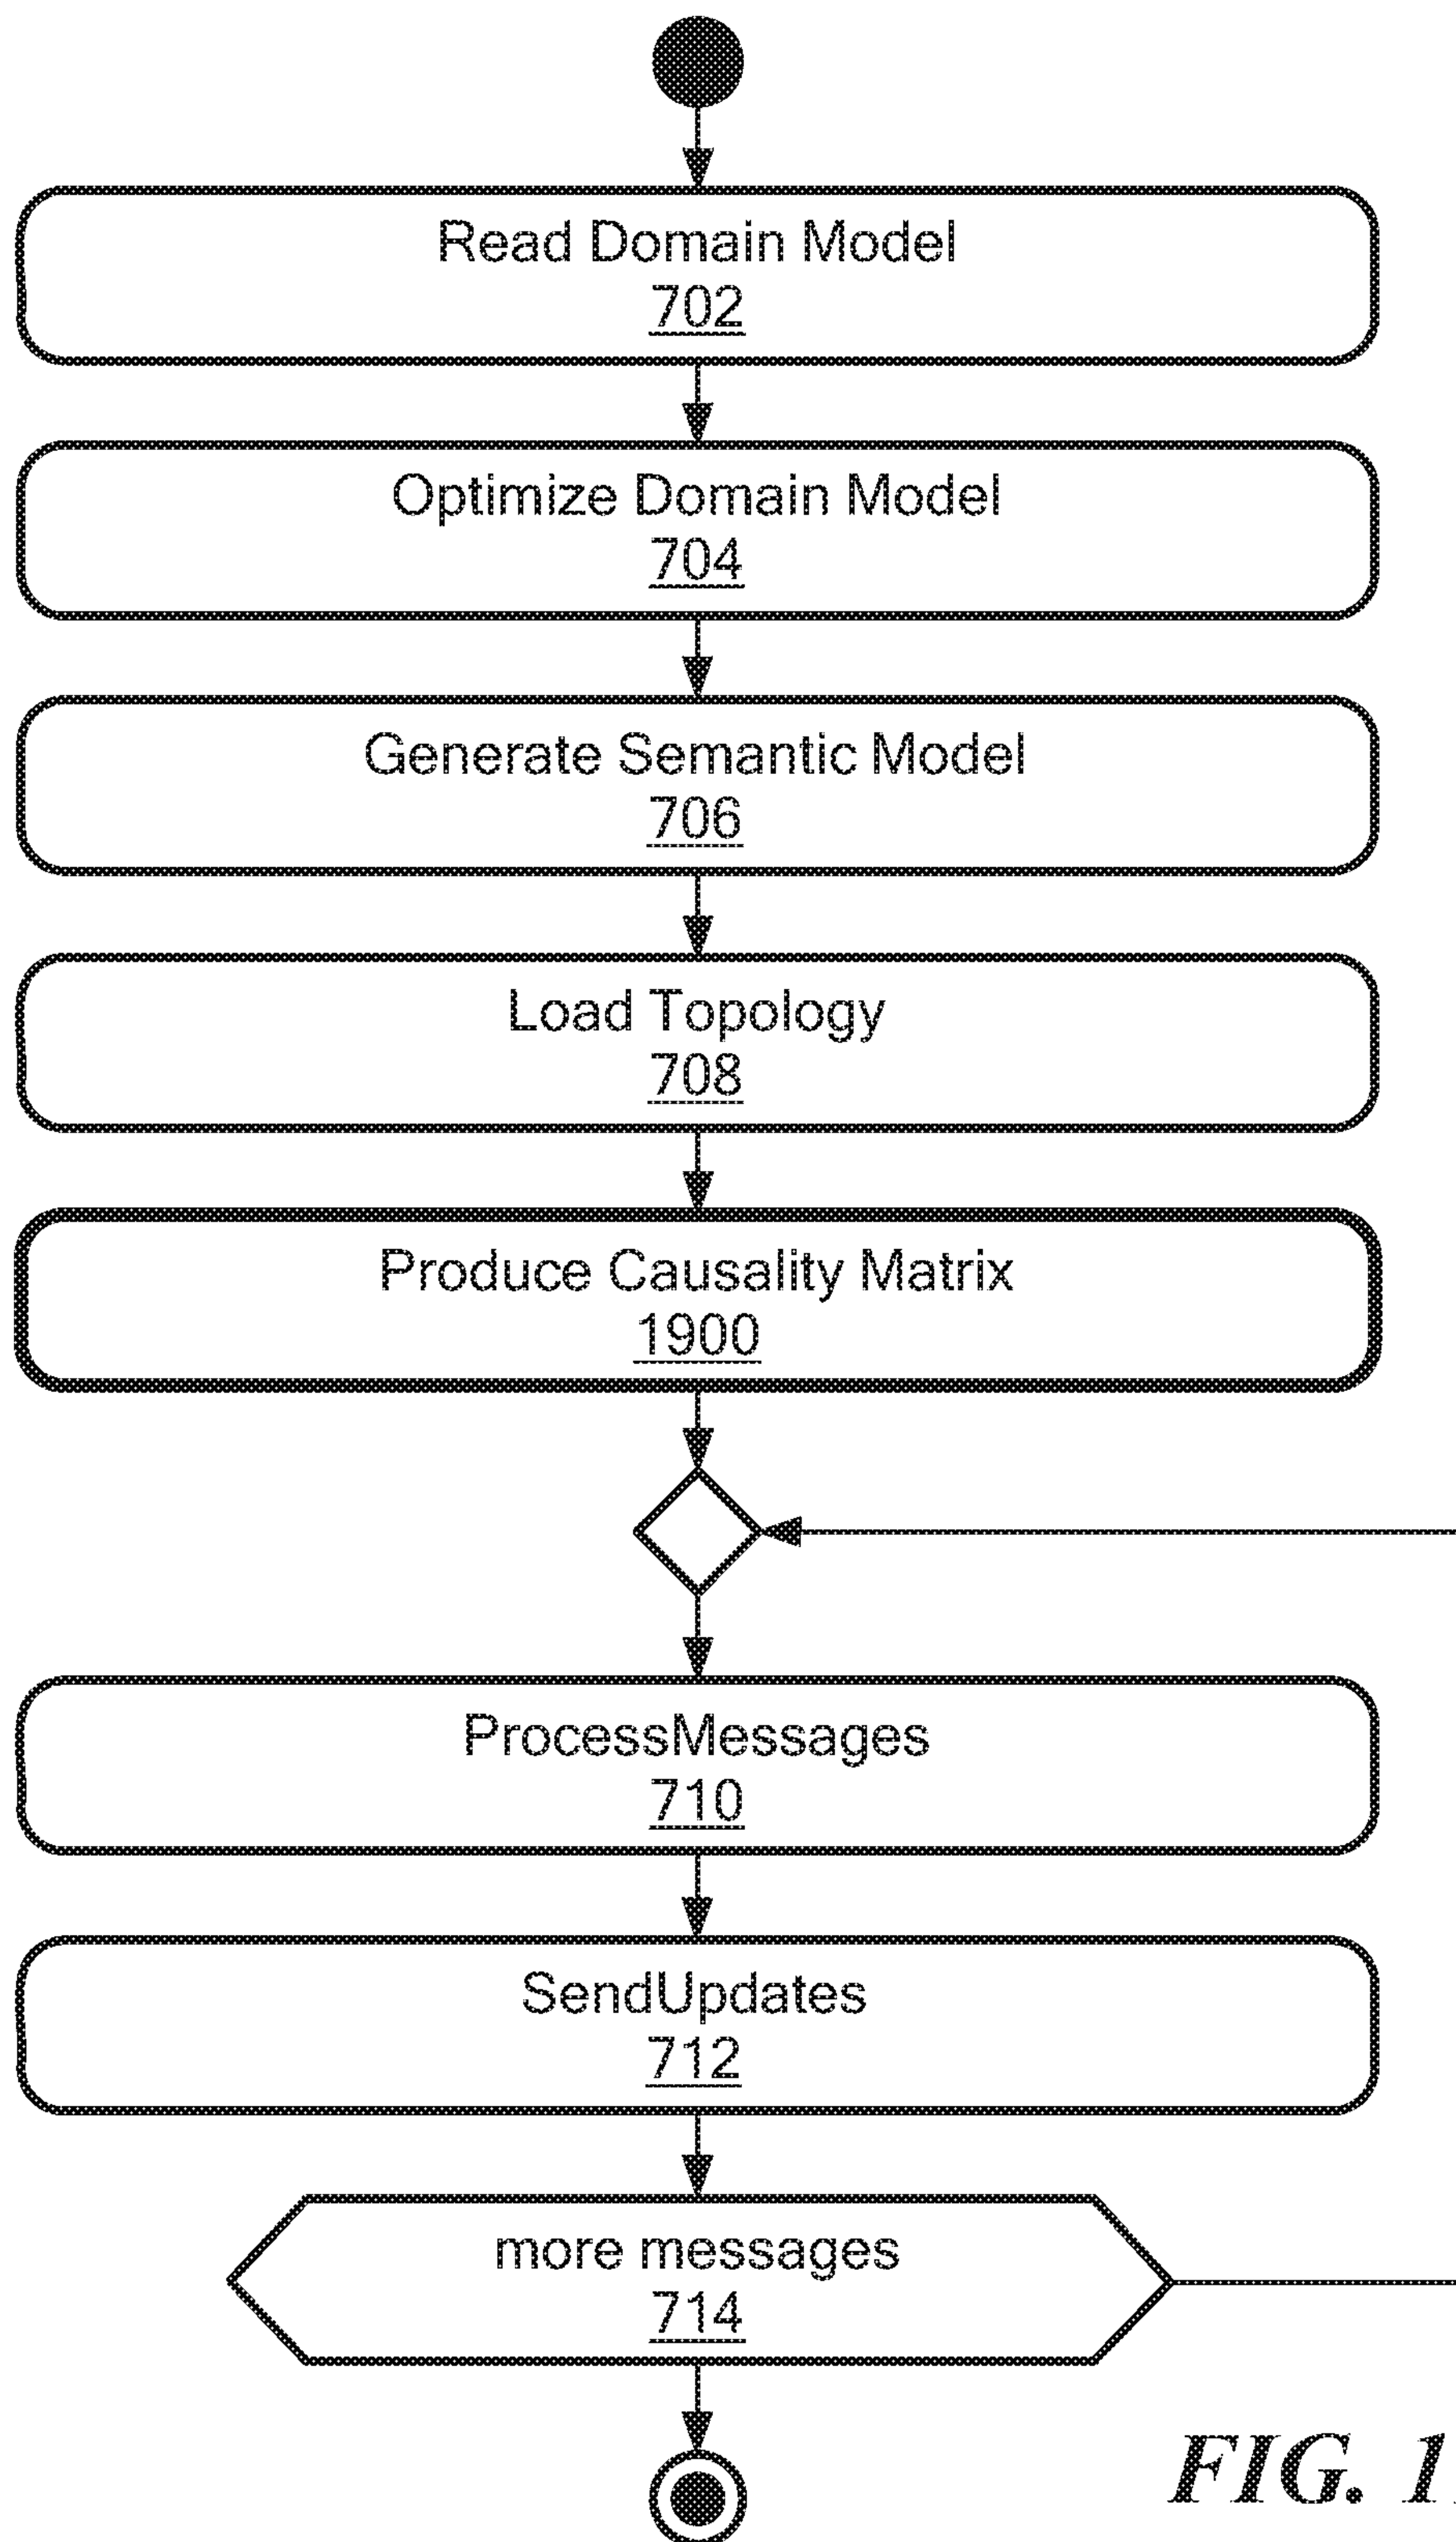 Read Domain Model
702
Optimize Domain Model
704
Generate Semantic Model
706
Load Topology
708
Produce Causality Matrix
1900
ProcessMessages
710
SendUpdates
712
more messages
714
FIG. 1